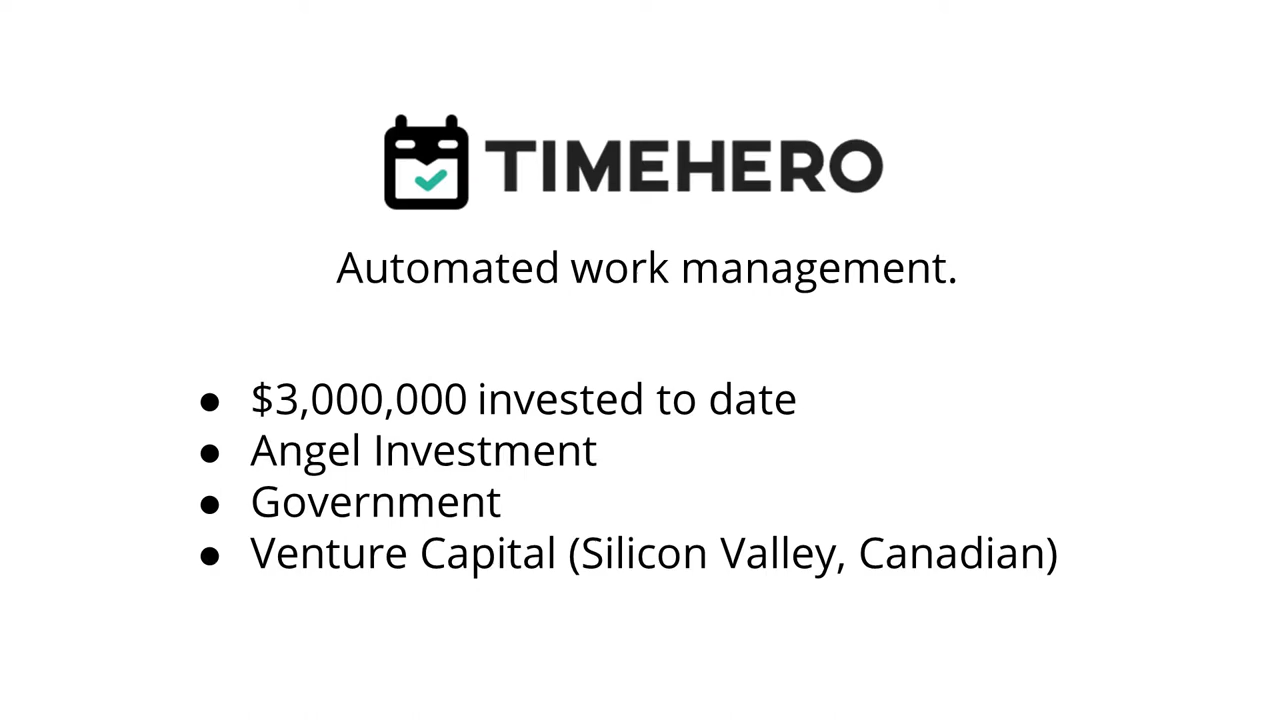 TIMEHERO
Automated work management.
● $3,000,000 invested to date
● Angel Investment
● Government
● Venture Capital (Silicon Valley, Canadian)